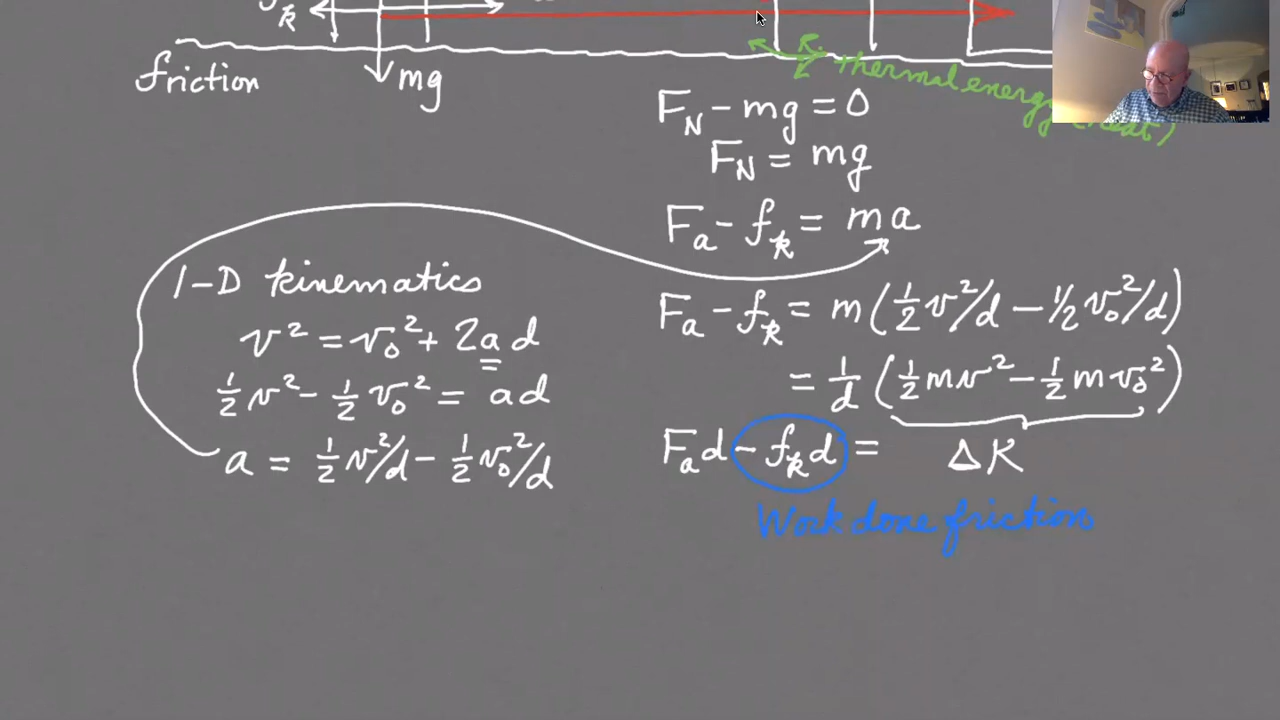 k
friction
mg
k. E thermal energy (heat)
F_N - mg = 0
F_N = mg
F_a - f_k = ma
1-D kinematics
v² = v₀² + 2ad
½v² - ½v₀² = ad
a = ½v²/d - ½v₀²/d
F_a - f_k = m(½v²/d - ½v₀²/d)
= 1/d (½mv² - ½mv₀²)
F_a d - f_k d = ΔK
Work done friction